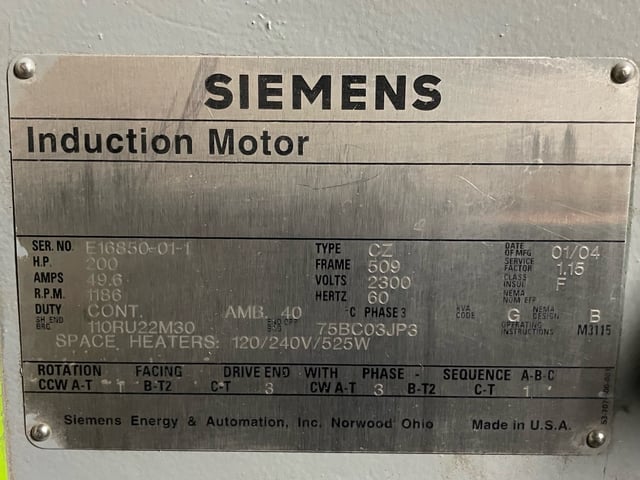 SIEMENS
Induction Motor
SER. NO. E16850-01-1 TYPE CZ DATE OF MFG 01/04
H.P. 200 FRAME 509 SERVICE FACTOR 1.15
AMPS 49.6 VOLTS 2300 CLASS INSUL F
R.P.M. 1186 HERTZ 60 NEMA NOM EFF
DUTY CONT. AMB. 40 °C PHASE 3 KVA CODE G NEMA DESIGN B
SH. END BRG 110RU22M30 75BC03JP3 OPERATING INSTRUCTIONS M3115
SPACE HEATERS: 120/240V/525W
ROTATION FACING DRIVE END WITH PHASE - SEQUENCE A-B-C
CCW A-T 1 B-T2 C-T 3 CW A-T 3 B-T2 C-T 1
Siemens Energy & Automation, Inc. Norwood Ohio Made in U.S.A.